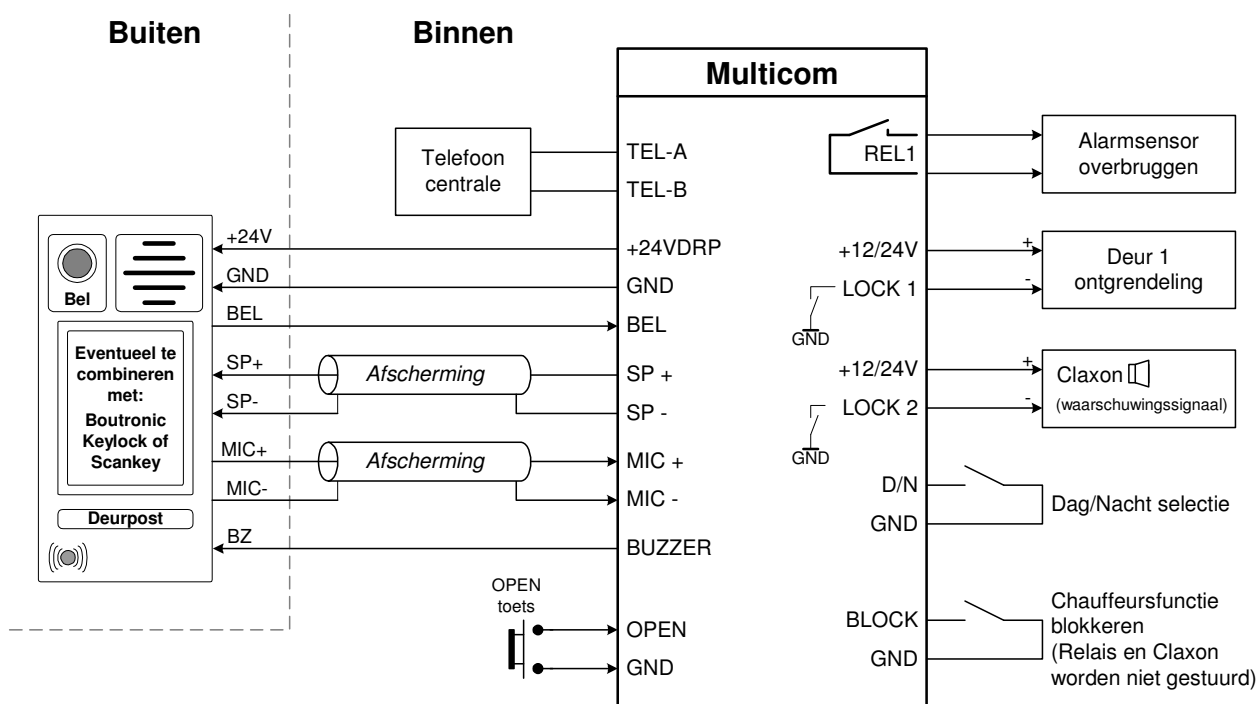 Buiten
Binnen
Multicom
Telefoon
centrale
TEL-A
TEL-B
REL1
Alarmsensor
overbruggen
+24V
GND
BEL
SP+
SP-
MIC+
MIC-
BZ
Bel
Eventueel te
combineren
met:
Boutronic
Keylock of
Scankey
Deurpost
Afscherming
Afscherming
+24VDRP
GND
BEL
SP +
SP -
MIC +
MIC -
BUZZER
OPEN
toets
OPEN
GND
+12/24V
LOCK 1
GND
+
-
Deur 1
ontgrendeling
+12/24V
LOCK 2
GND
+
-
Claxon
(waarschuwingssignaal)
D/N
GND
Dag/Nacht selectie
BLOCK
GND
Chauffeursfunctie
blokkeren
(Relais en Claxon
worden niet gestuurd)